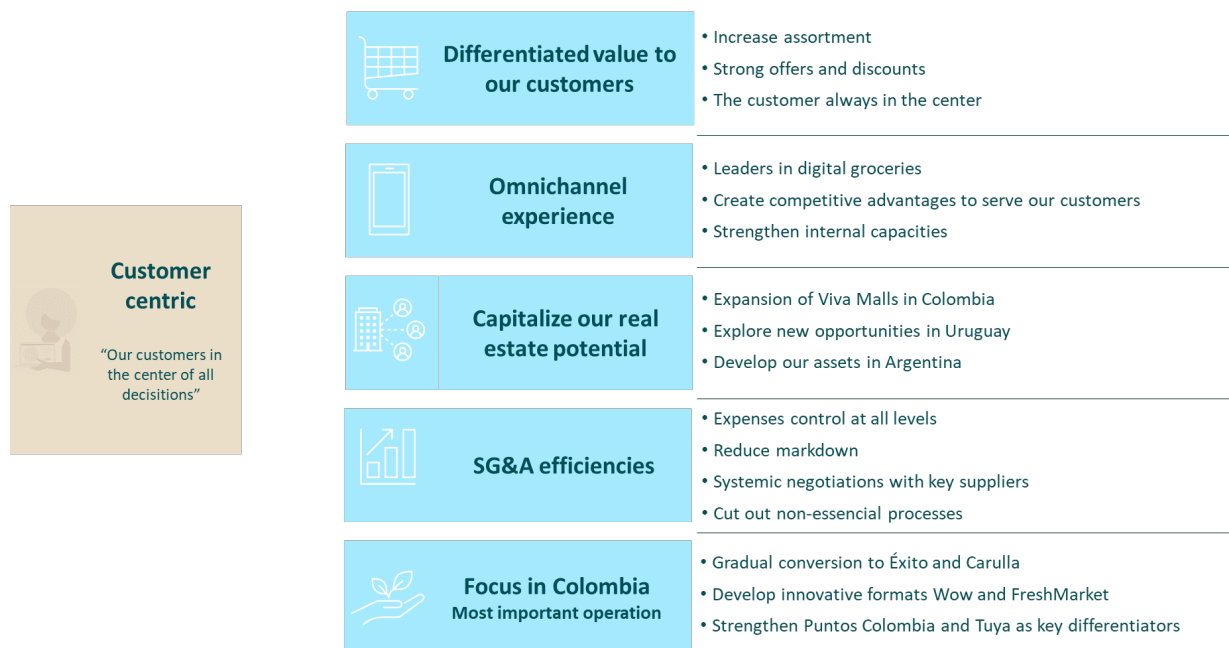 Customer
centric
“Our customers in
the center of all
decisitions”
Differentiated value to
our customers
• Increase assortment
• Strong offers and discounts
• The customer always in the center
Omnichannel
experience
• Leaders in digital groceries
• Create competitive advantages to serve our customers
• Strengthen internal capacities
Capitalize our real
estate potential
• Expansion of Viva Malls in Colombia
• Explore new opportunities in Uruguay
• Develop our assets in Argentina
SG&A efficiencies
• Expenses control at all levels
• Reduce markdown
• Systemic negotiations with key suppliers
• Cut out non-essencial processes
Focus in Colombia
Most important operation
• Gradual conversion to Éxito and Carulla
• Develop innovative formats Wow and FreshMarket
• Strengthen Puntos Colombia and Tuya as key differentiators